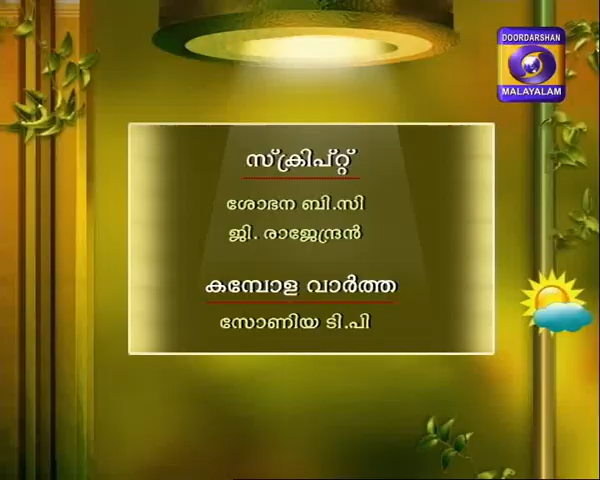 DOORDARSHAN
MALAYALAM
സ്ക്രിപ്റ്റ്
ശോഭന ബി.സി
ജി. രാജേന്ദ്രൻ
കമ്പോള വാർത്ത
സോണിയ ടി.പി